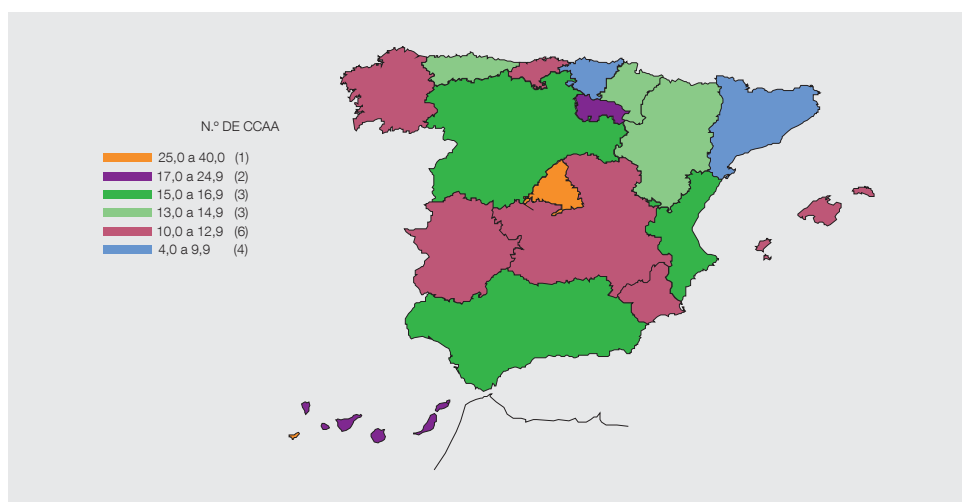 N.º DE CCAA
25,0 a 40,0 (1)
17,0 a 24,9 (2)
15,0 a 16,9 (3)
13,0 a 14,9 (3)
10,0 a 12,9 (6)
4,0 a 9,9 (4)